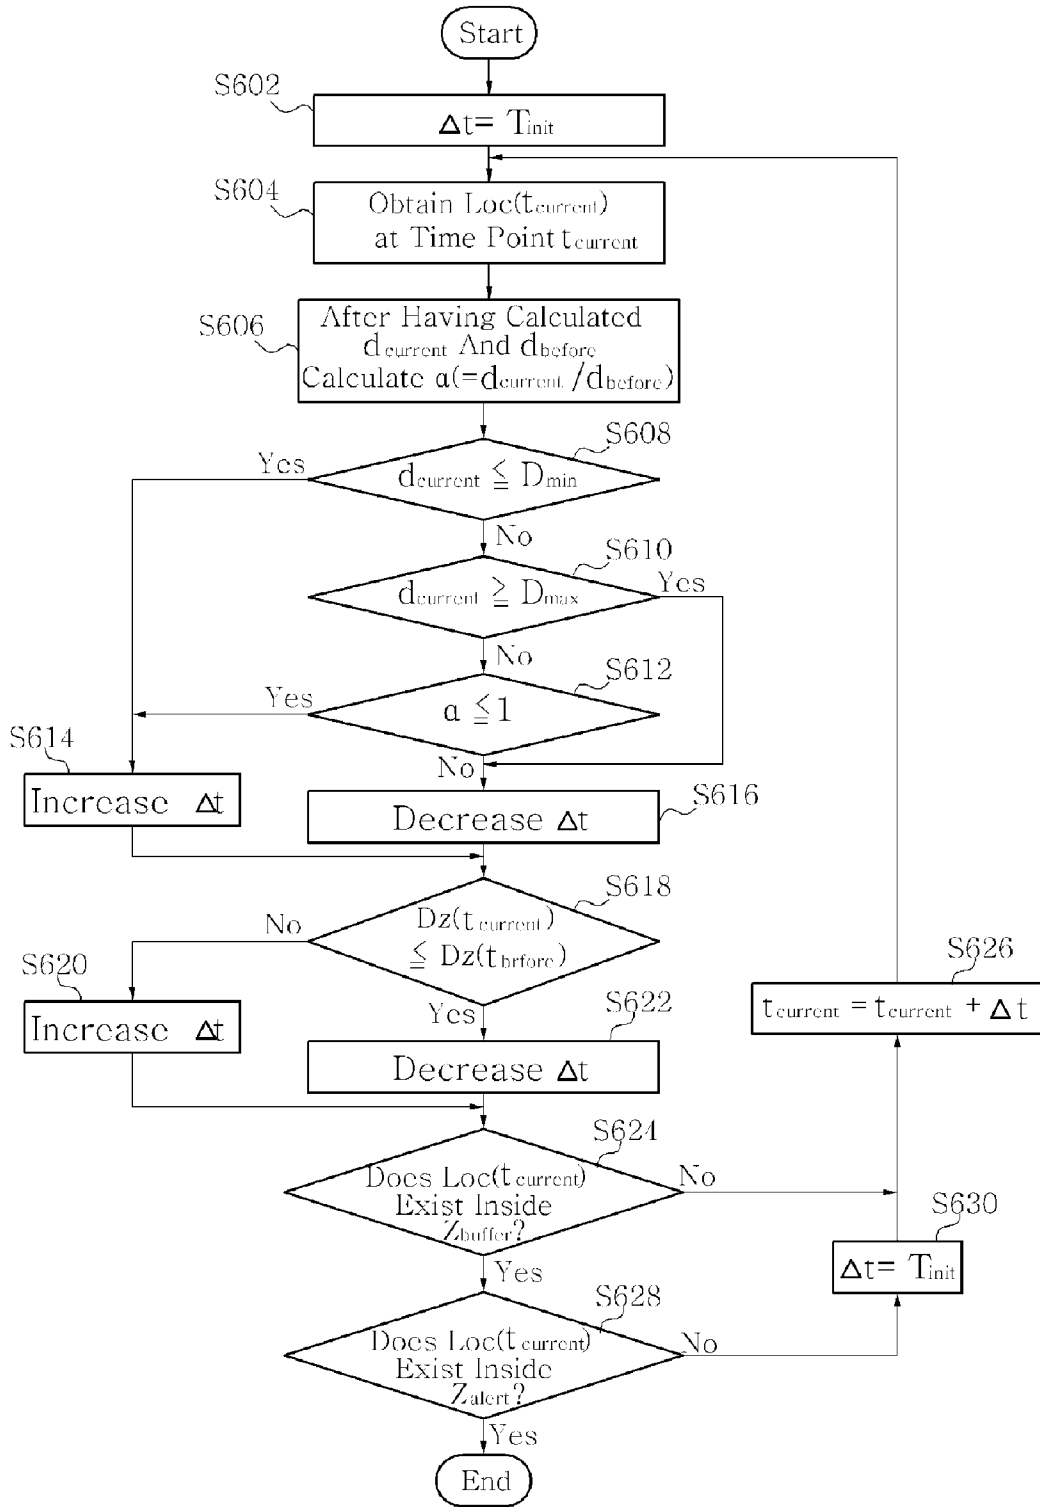 Start
S602
Δt= Tinit
S604
Obtain Loc(tcurrent)
at Time Point tcurrent
S606
After Having Calculated
dcurrent And dbefore
Calculate α(=dcurrent /dbefore)
S608
Yes
dcurrent ≦ Dmin
No
S610
dcurrent ≧ Dmax
Yes
No
S612
Yes
α ≦1
No
S614
Increase Δt
S616
Decrease Δt
S618
No
Dz(tcurrent)
≦ Dz(tbrfore)
Yes
S620
Increase Δt
S622
Decrease Δt
S626
tcurrent = tcurrent + Δt
S624
Does Loc(tcurrent)
Exist Inside
Zbuffer?
No
Yes
S630
Δt= Tinit
S628
Does Loc(tcurrent)
Exist Inside
Zalert?
No
Yes
End